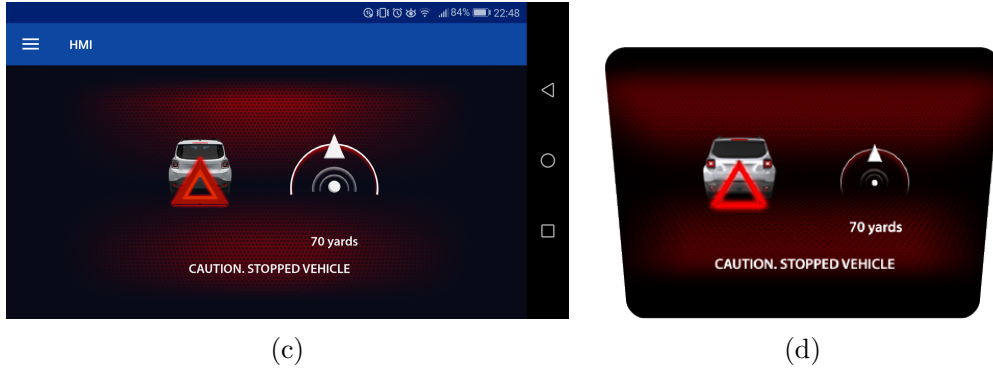 84% 22:48
HMI
70 yards
CAUTION. STOPPED VEHICLE
70 yards
CAUTION. STOPPED VEHICLE
(c)
(d)